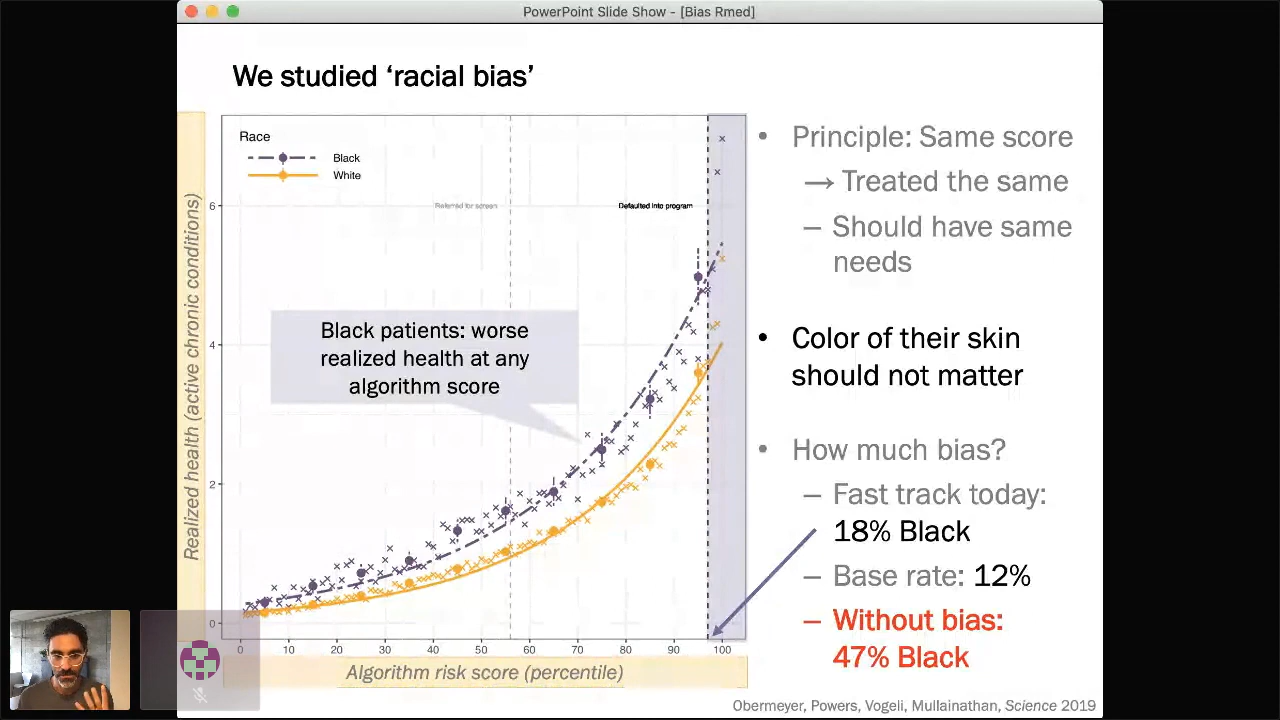 PowerPoint Slide Show - [Bias Rmed]
We studied ‘racial bias’
Race
Black
White
Referred for screen
Defaulted into program
6
4
2
0
Realized health (active chronic conditions)
Black patients: worse
realized health at any
algorithm score
0 10 20 30 40 50 60 70 80 90 100
Algorithm risk score (percentile)
• Principle: Same score
→ Treated the same
– Should have same
needs
• Color of their skin
should not matter
• How much bias?
– Fast track today:
18% Black
– Base rate: 12%
– Without bias:
47% Black
Obermeyer, Powers, Vogeli, Mullainathan, Science 2019